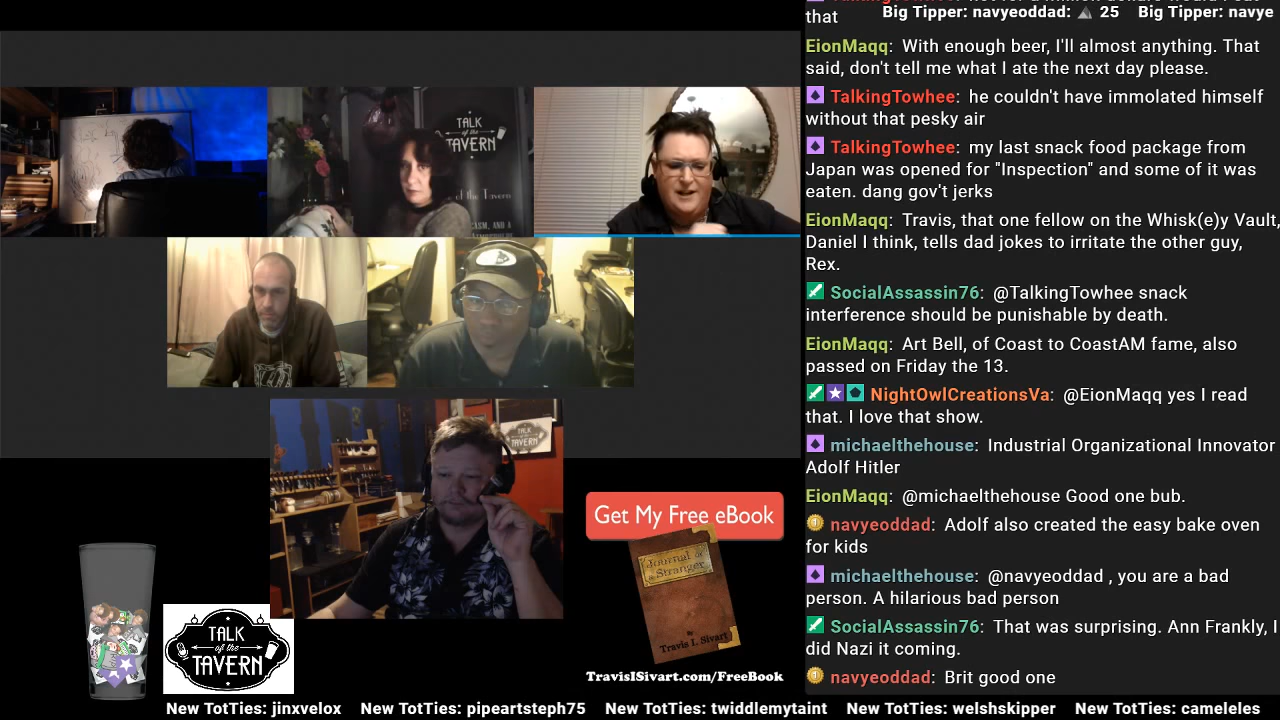 that
Big Tipper: navyeoddad: 25 Big Tipper: navye
EionMaqq: With enough beer, I'll almost anything. That
said, don't tell me what I ate the next day please.
TalkingTowhee: he couldn't have immolated himself
without that pesky air
TalkingTowhee: my last snack food package from
Japan was opened for "Inspection" and some of it was
eaten. dang gov't jerks
EionMaqq: Travis, that one fellow on the Whisk(e)y Vault,
Daniel I think, tells dad jokes to irritate the other guy,
Rex.
SocialAssassin76: @TalkingTowhee snack
interference should be punishable by death.
EionMaqq: Art Bell, of Coast to CoastAM fame, also
passed on Friday the 13.
NightOwlCreationsVa: @EionMaqq yes I read
that. I love that show.
michaelthehouse: Industrial Organizational Innovator
Adolf Hitler
EionMaqq: @michaelthehouse Good one bub.
navyeoddad: Adolf also created the easy bake oven
for kids
michaelthehouse: @navyeoddad , you are a bad
person. A hilarious bad person
SocialAssassin76: That was surprising. Ann Frankly, I
did Nazi it coming.
navyeoddad: Brit good one
TALK
of the
TAVERN
of the Tavern
TALK
of the
TAVERN
Get My Free eBook
Journal of
a Stranger
By
Travis I. Sivart
TravisISivart.com/FreeBook
TALK
of the
TAVERN
New TotTies: jinxvelox New TotTies: pipeartsteph75 New TotTies: twiddlemytaint New TotTies: welshskipper New TotTies: cameleles